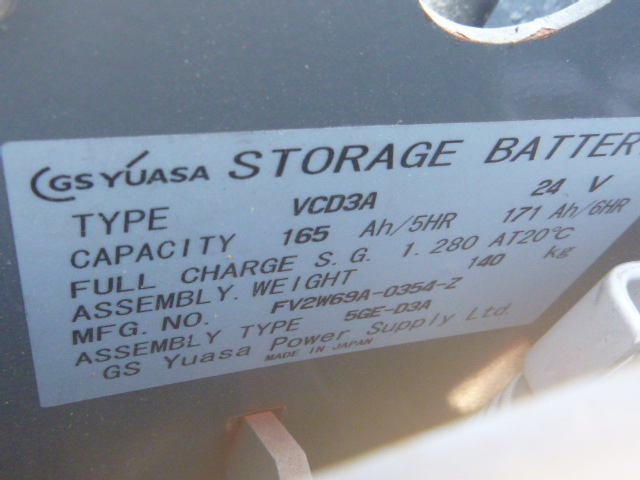 GS YUASA STORAGE BATTER
TYPE VCD3A 24 V
CAPACITY 165 Ah/5HR 171 Ah/6HR
FULL CHARGE S.G. 1.280 AT20°C
ASSEMBLY.WEIGHT 140 kg
MFG.NO. FV2W69A-0354-Z
ASSEMBLY TYPE 5GE-D3A
GS Yuasa Power Supply Ltd.
MADE IN JAPAN